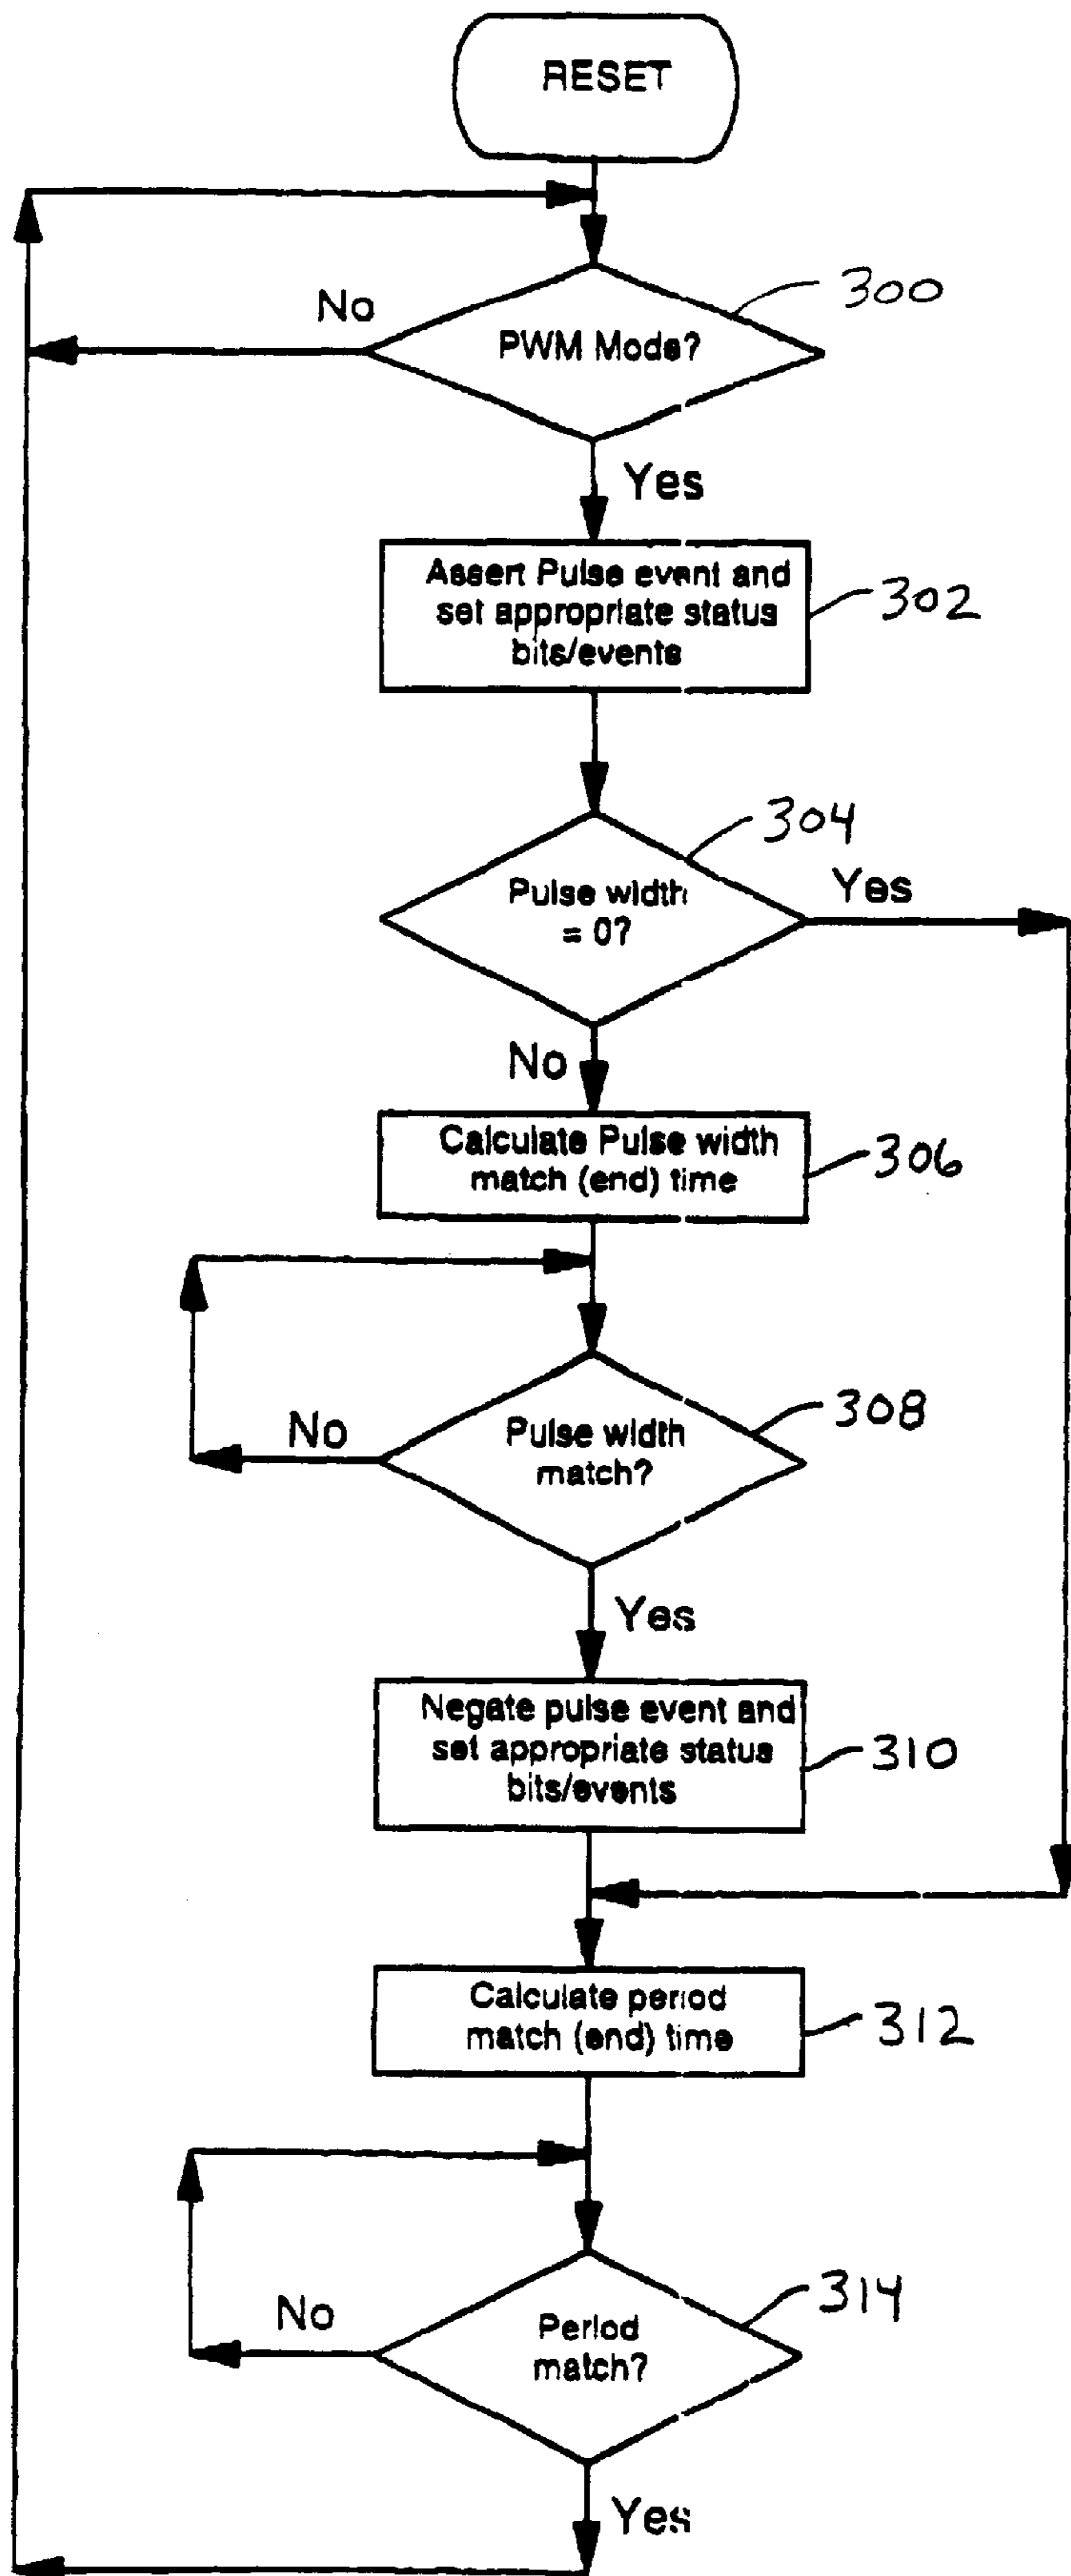 RESET
300
No
PWM Mode?
Yes
Assert Pulse event and
set appropriate status
bits/events
302
304
Pulse width
= 0?
Yes
No
Calculate Pulse width
match (end) time
306
308
No
Pulse width
match?
Yes
Negate pulse event and
set appropriate status
bits/events
310
Calculate period
match (end) time
312
314
No
Period
match?
Yes